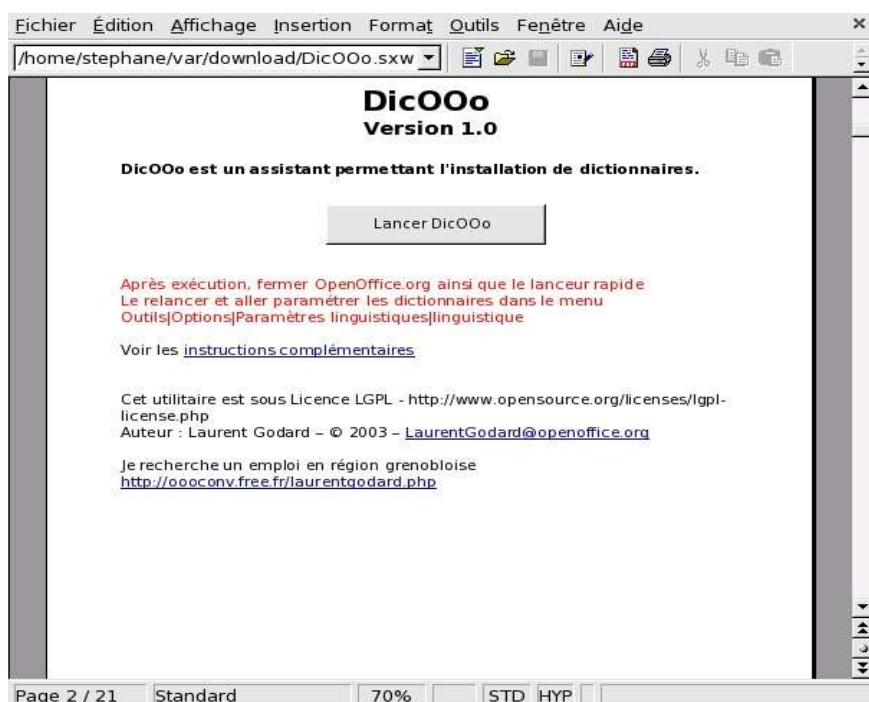 Fichier Édition Affichage Insertion Format Outils Fenêtre Aide
/home/stephane/var/download/DicOOo.sxw
DicOOo
Version 1.0
DicOOo est un assistant permettant l'installation de dictionnaires.
Lancer DicOOo
Après exécution, fermer OpenOffice.org ainsi que le lanceur rapide
Le relancer et aller paramétrer les dictionnaires dans le menu
Outils|Options|Paramètres linguistiques|linguistique
Voir les instructions complémentaires
Cet utilitaire est sous Licence LGPL - http://www.opensource.org/licenses/lgpl-
license.php
Auteur : Laurent Godard – © 2003 – LaurentGodard@openoffice.org
Je recherche un emploi en région grenobloise
http://oooconv.free.fr/laurentgodard.php
Page 2 / 21 Standard 70% STD HYP